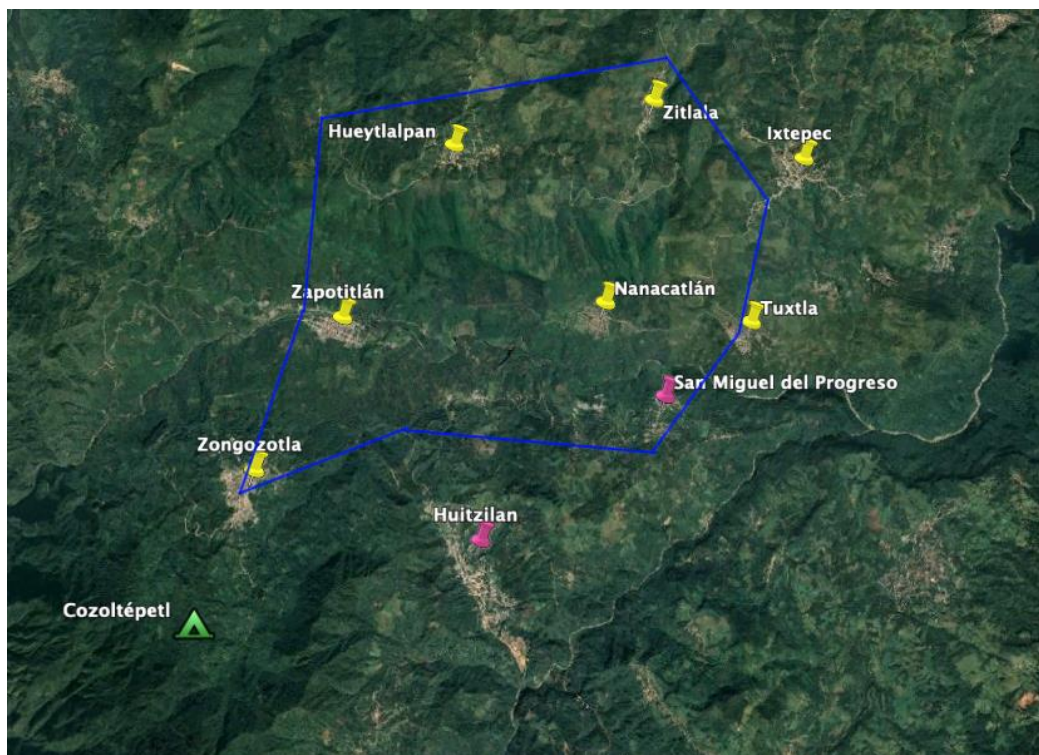 Zitlala
Hueytlalpan
Ixtepec
Zapotitlán
Nanacatlán
Tuxtla
San Miguel del Progreso
Zongozotla
Huitzilan
Cozoltépetl